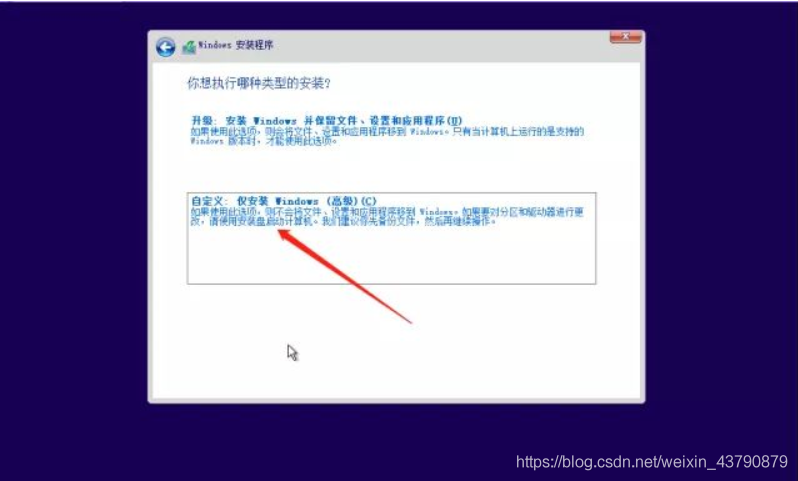 Windows 安装程序
你想执行哪种类型的安装?
升级: 安装 Windows 并保留文件、设置和应用程序(U)
如果使用此选项，则会将文件、设置和应用程序移到 Windows。只有当计算机上运行的是支持的
Windows 版本时，才能使用此选项。
自定义: 仅安装 Windows (高级)(C)
如果使用此选项，则不会将文件、设置和应用程序移到 Windows。如果要对分区和驱动器进行更
改，请使用安装盘启动计算机。我们建议你先备份文件，然后再继续操作。
https://blog.csdn.net/weixin_43790879